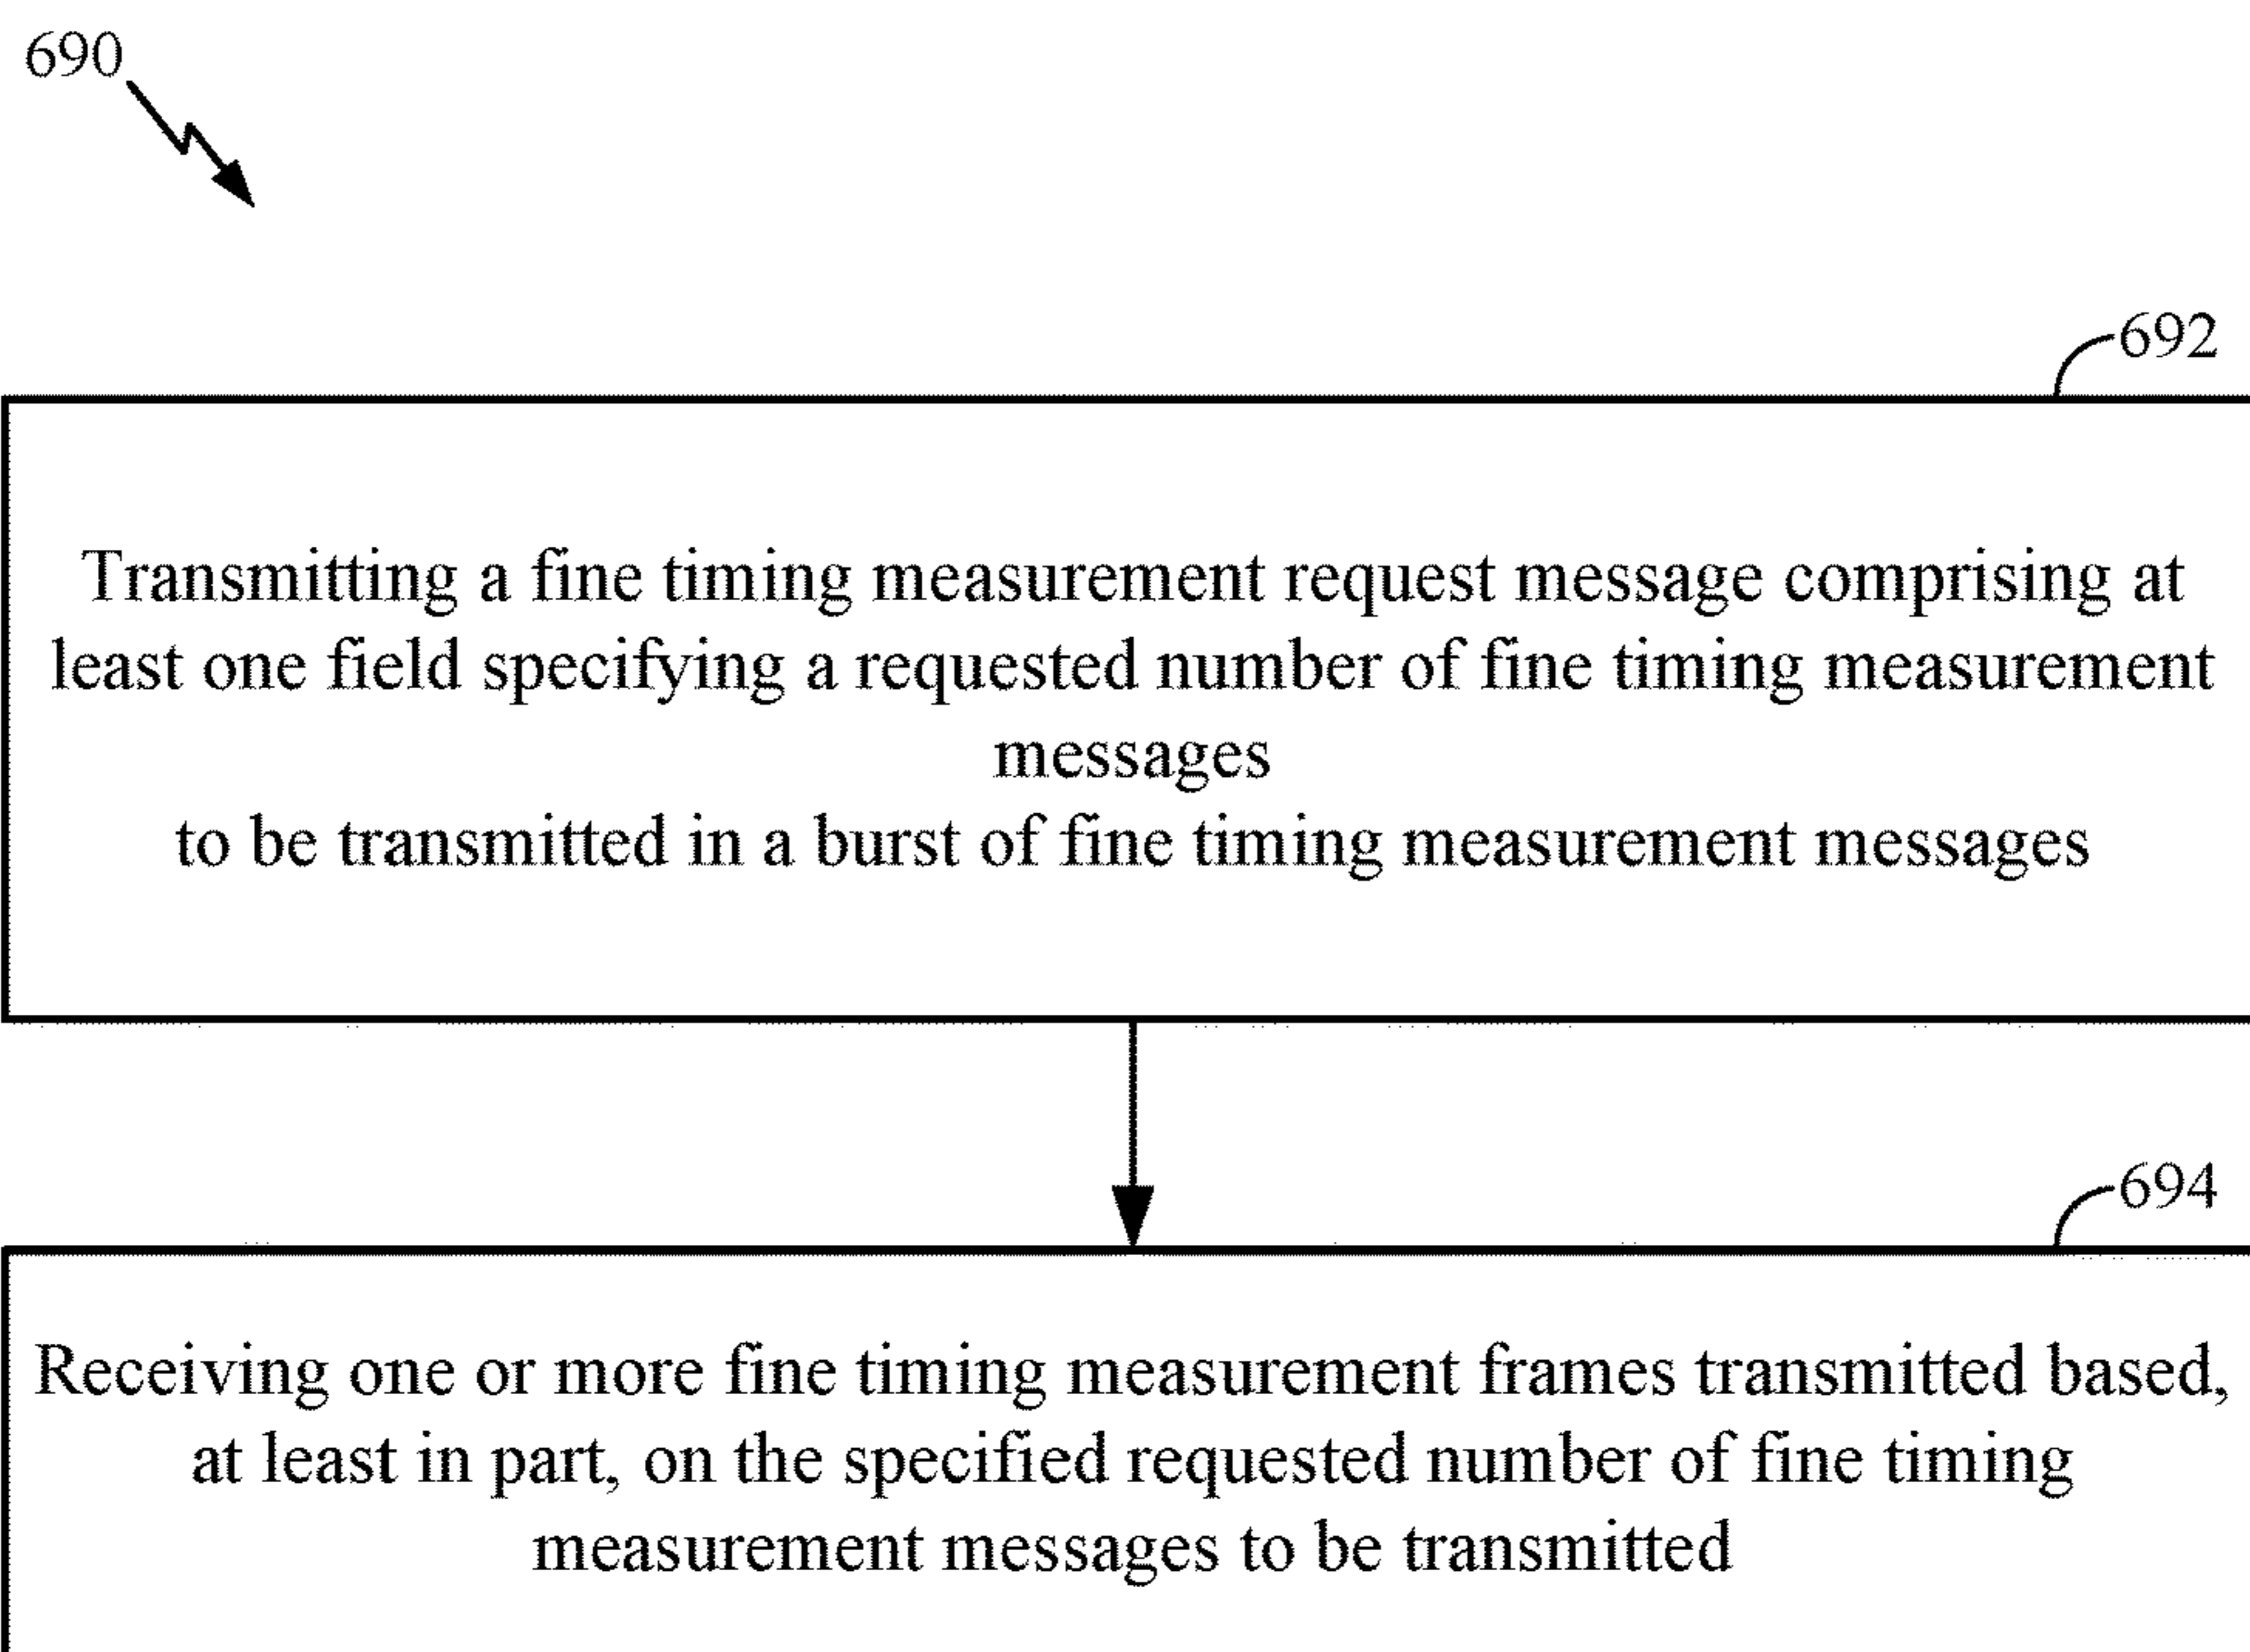 690
692
Transmitting a fine timing measurement request message comprising at
least one field specifying a requested number of fine timing measurement
messages
to be transmitted in a burst of fine timing measurement messages
694
Receiving one or more fine timing measurement frames transmitted based,
at least in part, on the specified requested number of fine timing
measurement messages to be transmitted